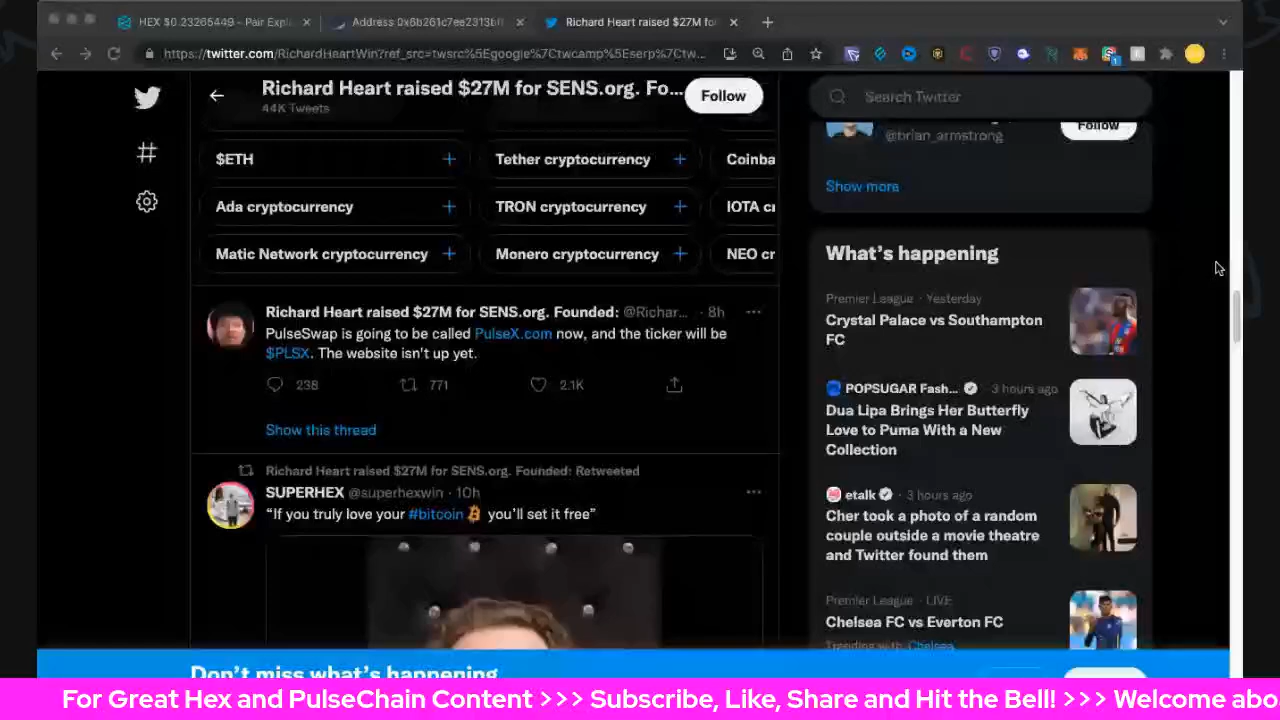 HEX $0.23265449 - Pair Expl
Address 0x6b261c7ee2313bf
Richard Heart raised $27M fo
https://twitter.com/RichardHeartWin?ref_src=twsrc%5Egoogle%7Ctwcamp%5Eserp%7Ctw...
Richard Heart raised $27M for SENS.org. Fo...
44K Tweets
Follow
Search Twitter
@brian_armstrong
Follow
Show more
$ETH
Tether cryptocurrency
Coinba
Ada cryptocurrency
TRON cryptocurrency
IOTA cr
Matic Network cryptocurrency
Monero cryptocurrency
NEO cr
Richard Heart raised $27M for SENS.org. Founded: @Richar... · 8h
PulseSwap is going to be called PulseX.com now, and the ticker will be
$PLSX. The website isn't up yet.
238
771
2.1K
Show this thread
Richard Heart raised $27M for SENS.org. Founded: Retweeted
SUPERHEX @superhexwin · 10h
“If you truly love your #bitcoin you’ll set it free”
What’s happening
Premier League · Yesterday
Crystal Palace vs Southampton
FC
POPSUGAR Fash... · 3 hours ago
Dua Lipa Brings Her Butterfly
Love to Puma With a New
Collection
etalk · 3 hours ago
Cher took a photo of a random
couple outside a movie theatre
and Twitter found them
Premier League · LIVE
Chelsea FC vs Everton FC
Trending with Chelsea
Don’t miss what’s happening
For Great Hex and PulseChain Content >>> Subscribe, Like, Share and Hit the Bell! >>> Welcome abo